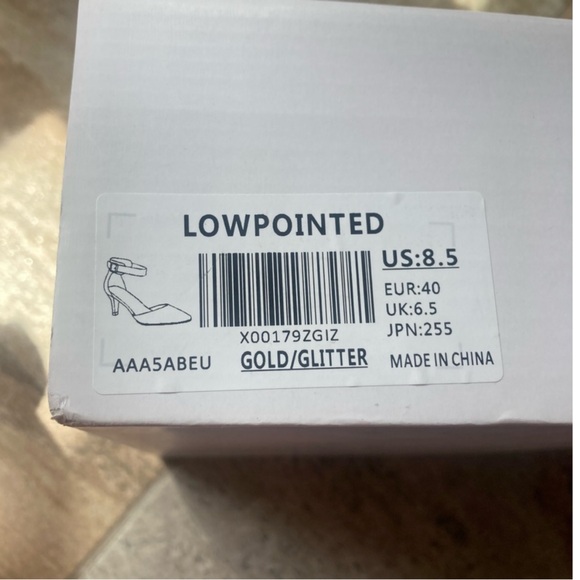 LOWPOINTED
US:8.5
EUR:40
UK:6.5
JPN:255
X00179ZGIZ
AAA5ABEU
GOLD/GLITTER
MADE IN CHINA